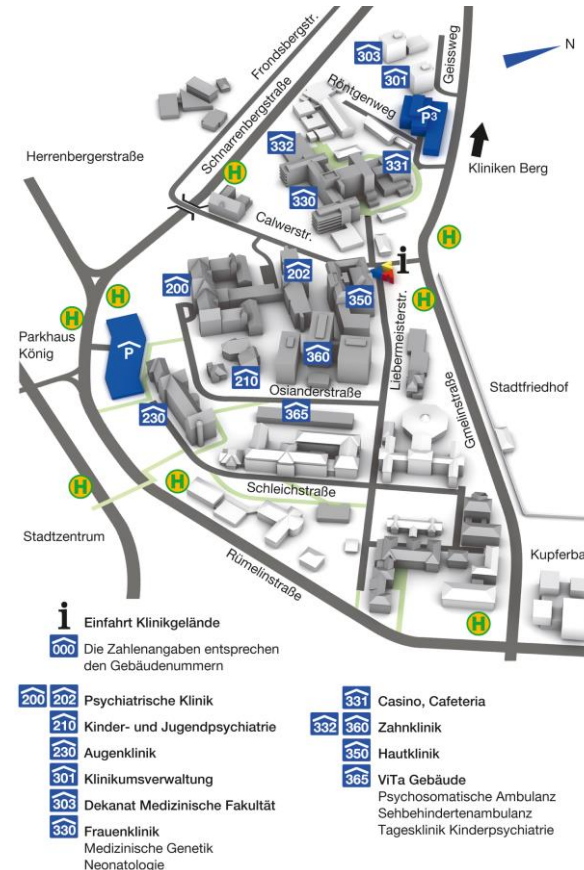 Frondsbergstr.
303
Geissweg
N
301
Schnarrenbergstraße
Röntgenweg
P3
332
Herrenbergerstraße
H
331
Kliniken Berg
330
Calwerstr.
H
i
200
202
H
H
350
H
Liebermeisterstr.
Parkhaus
König
P
360
210
Osianderstraße
Gmelinstraße
Stadtfriedhof
230
365
H
H
Schleichstraße
Stadtzentrum
Rümelinstraße
Kupferba
H
i Einfahrt Klinikgelände
000 Die Zahlenangaben entsprechen
den Gebäudenummern
200 202 Psychiatrische Klinik
210 Kinder- und Jugendpsychiatrie
230 Augenklinik
301 Klinikumsverwaltung
303 Dekanat Medizinische Fakultät
330 Frauenklinik
Medizinische Genetik
Neonatologie
331 Casino, Cafeteria
332 360 Zahnklinik
350 Hautklinik
365 ViTa Gebäude
Psychosomatische Ambulanz
Sehbehindertenambulanz
Tagesklinik Kinderpsychiatrie